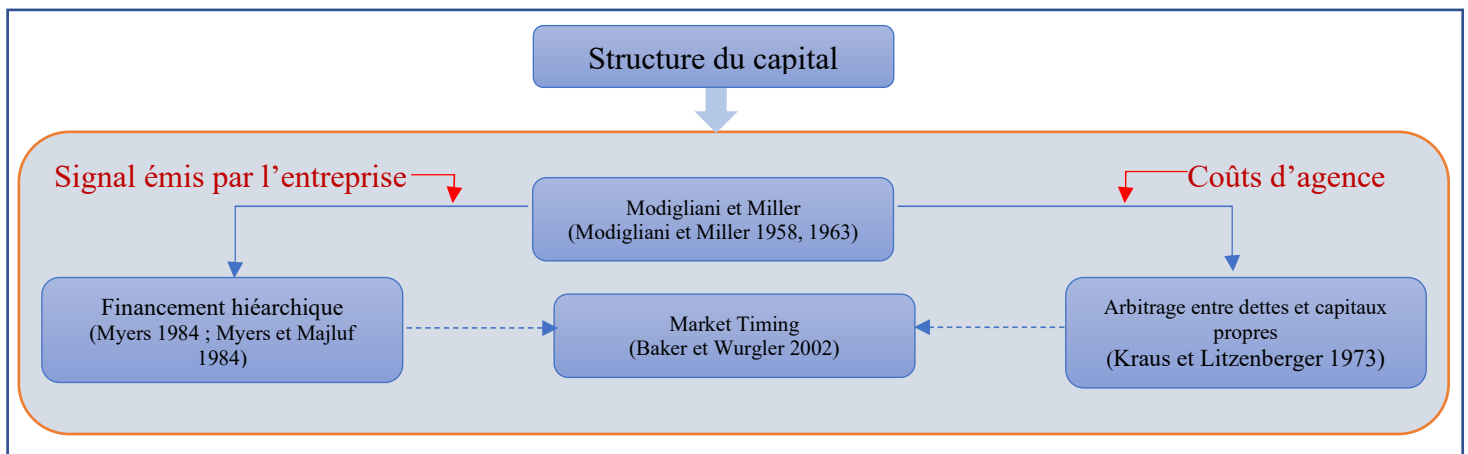 Structure du capital
Signal émis par l’entreprise
Coûts d’agence
Modigliani et Miller
(Modigliani et Miller 1958, 1963)
Financement hiéarchique
(Myers 1984 ; Myers et Majluf
1984)
Market Timing
(Baker et Wurgler 2002)
Arbitrage entre dettes et capitaux
propres
(Kraus et Litzenberger 1973)